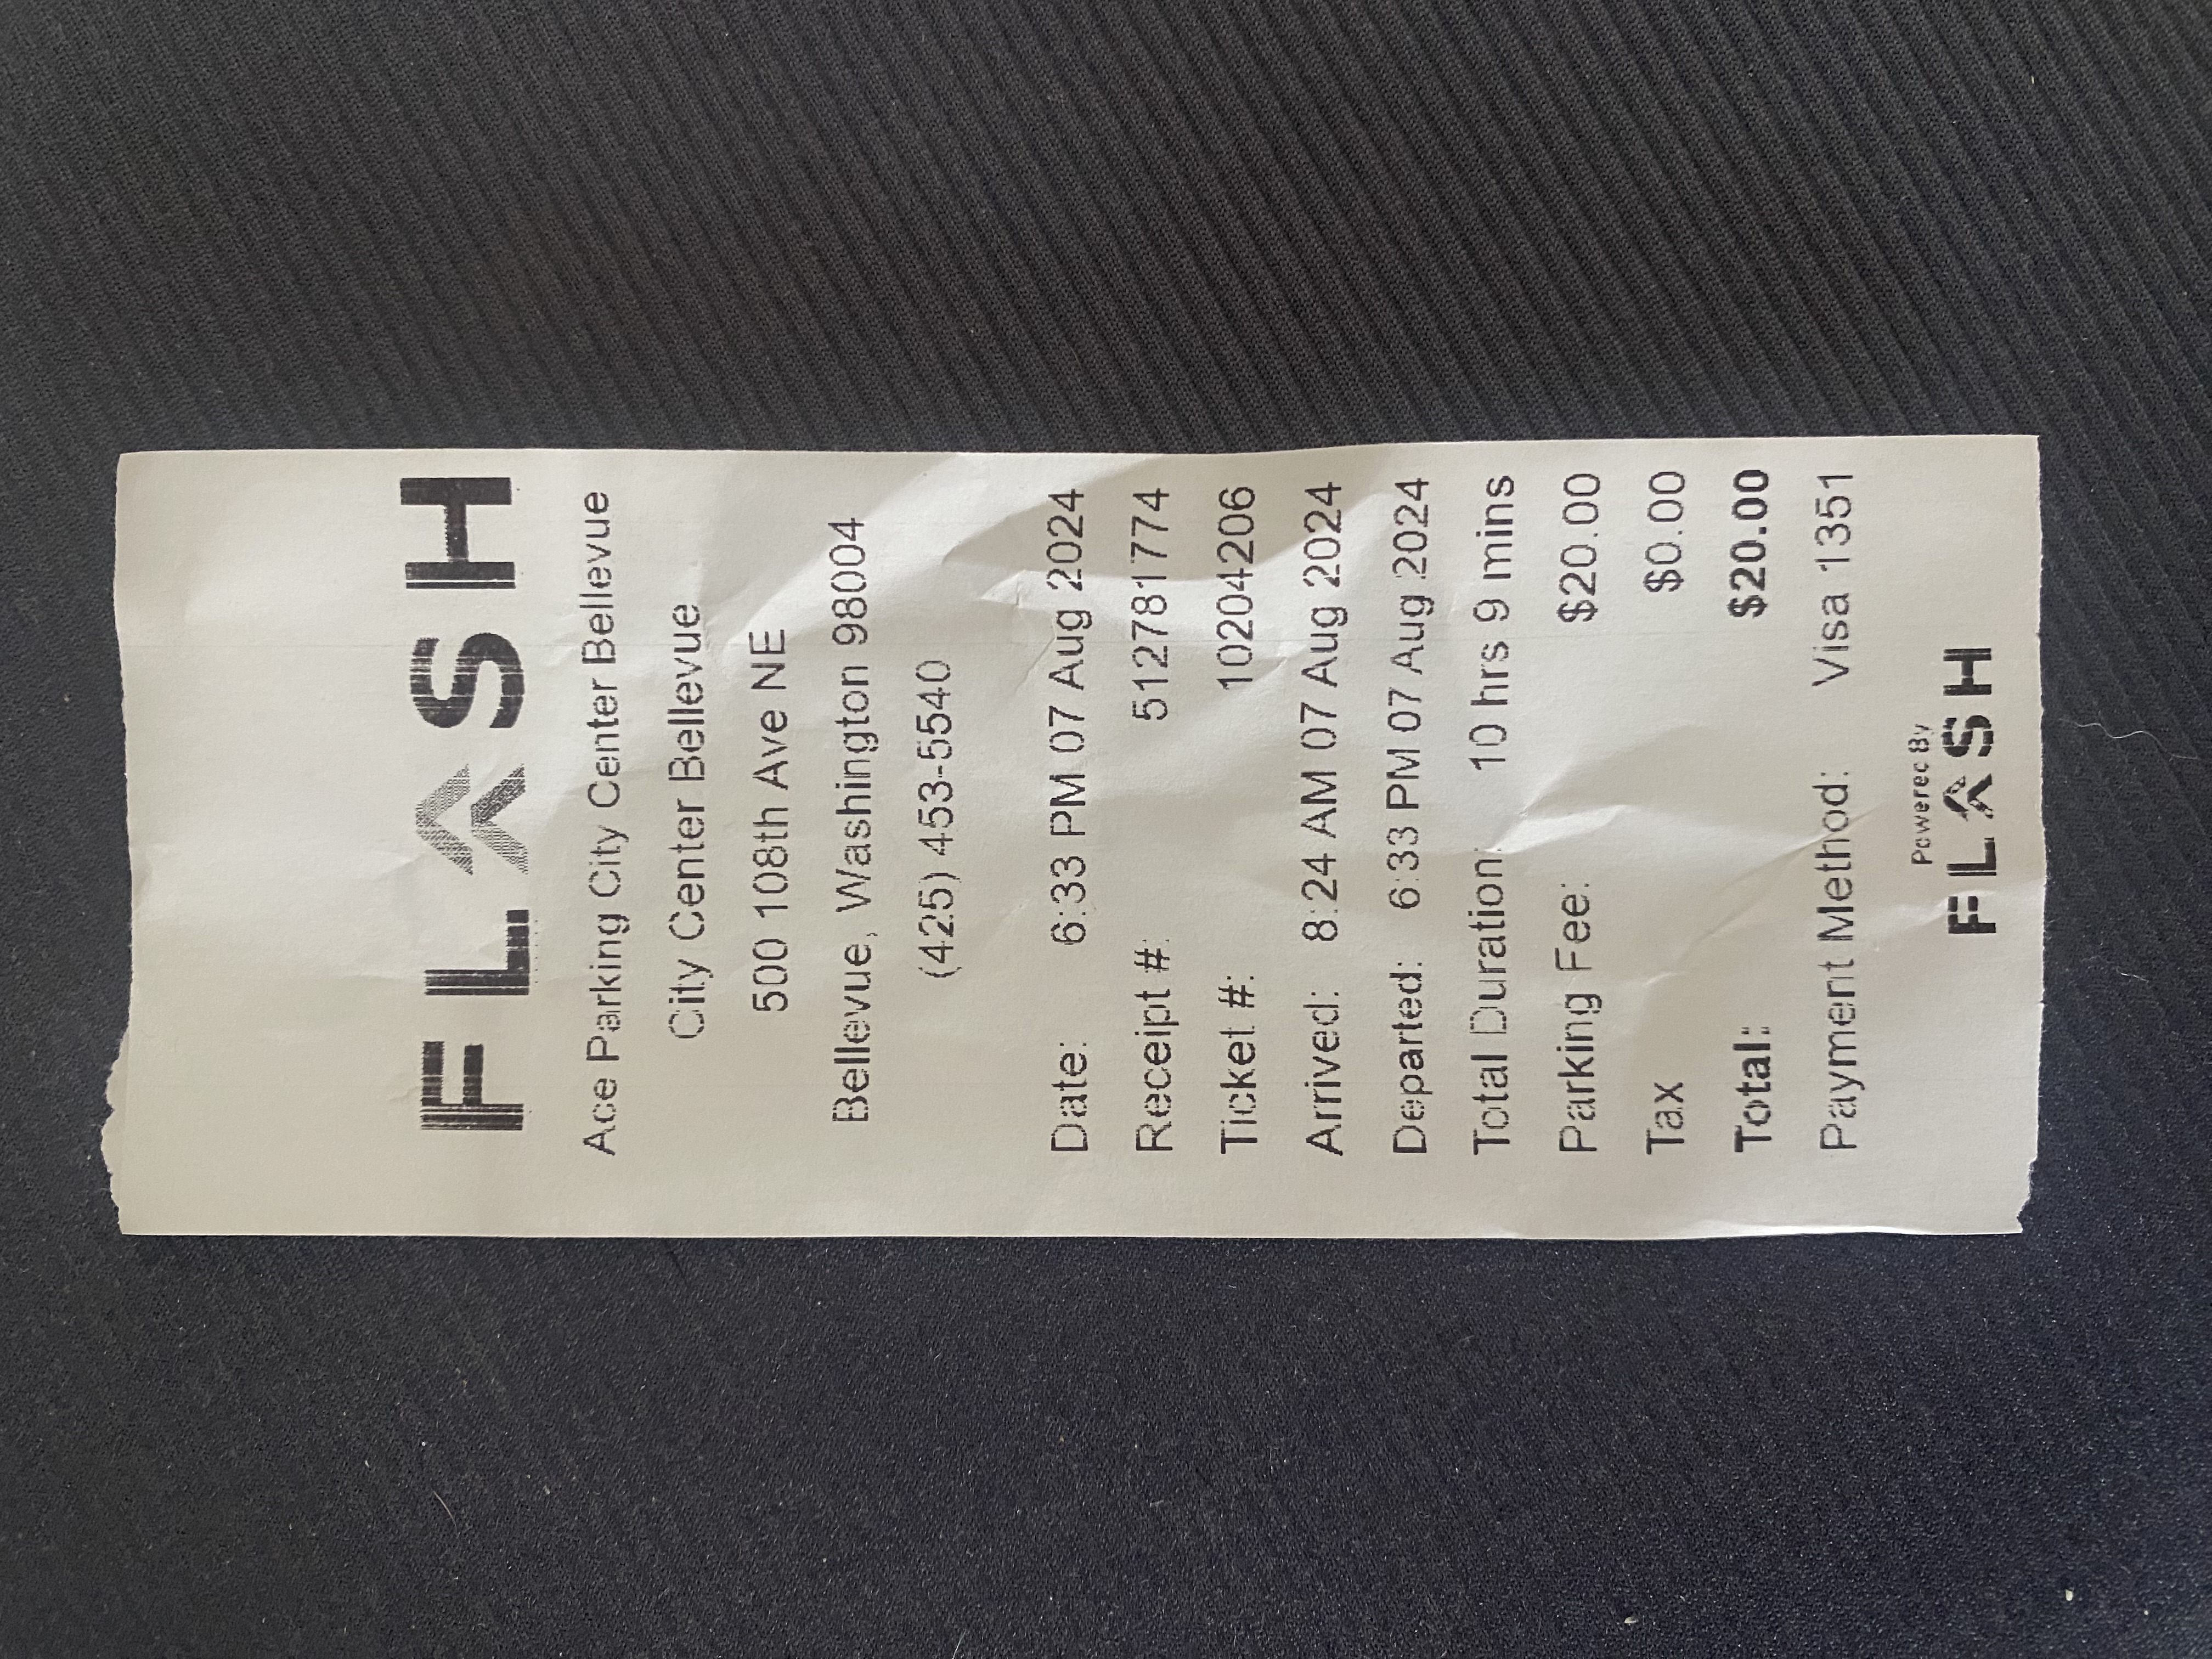 FLASH
Ace Parking City Center Bellevue
City Center Bellevue
500 108th Ave NE
Bellevue, Washington 98004
(425) 453-5540
Date: 6:33 PM 07 Aug 2024
Receipt #: 512781774
Ticket #: 10204206
Arrived: 8:24 AM 07 Aug 2024
Departed: 6:33 PM 07 Aug 2024
Total Duration: 10 hrs 9 mins
Parking Fee: $20.00
Tax $0.00
Total: $20.00
Payment Method: Visa 1351
Powered By
FLASH